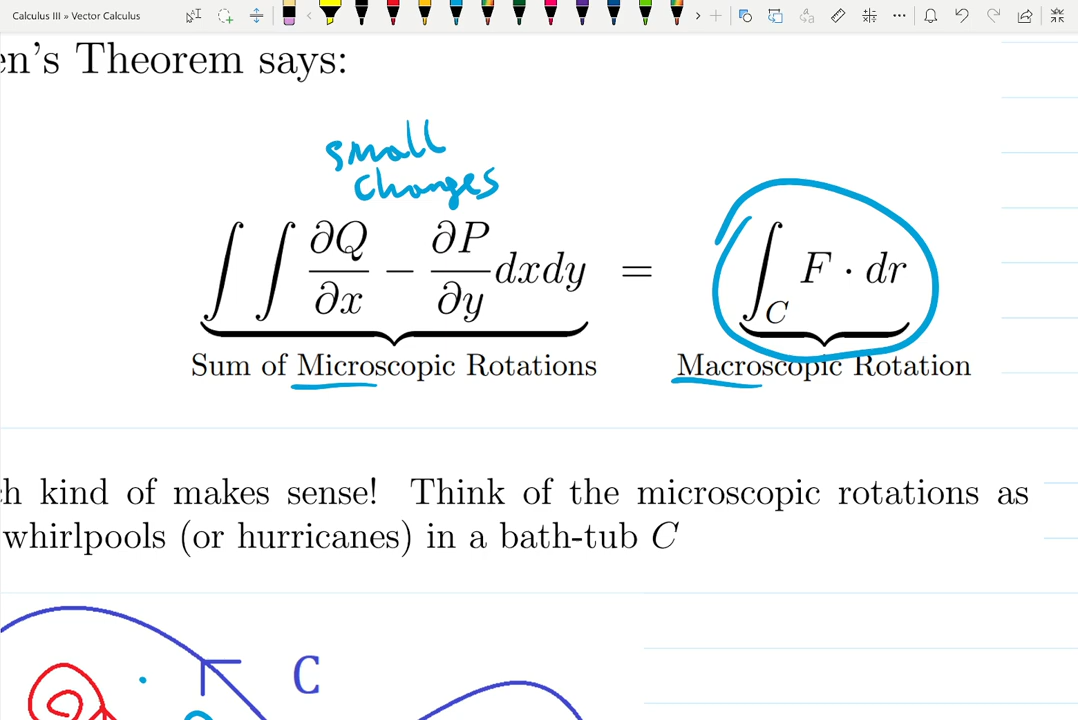 Calculus III » Vector Calculus
en's Theorem says:
small
changes
∫ ∫ ∂Q/∂x − ∂P/∂y dxdy = ∫_C F · dr
Sum of Microscopic Rotations Macroscopic Rotation
h kind of makes sense! Think of the microscopic rotations as
whirlpools (or hurricanes) in a bath-tub C
C